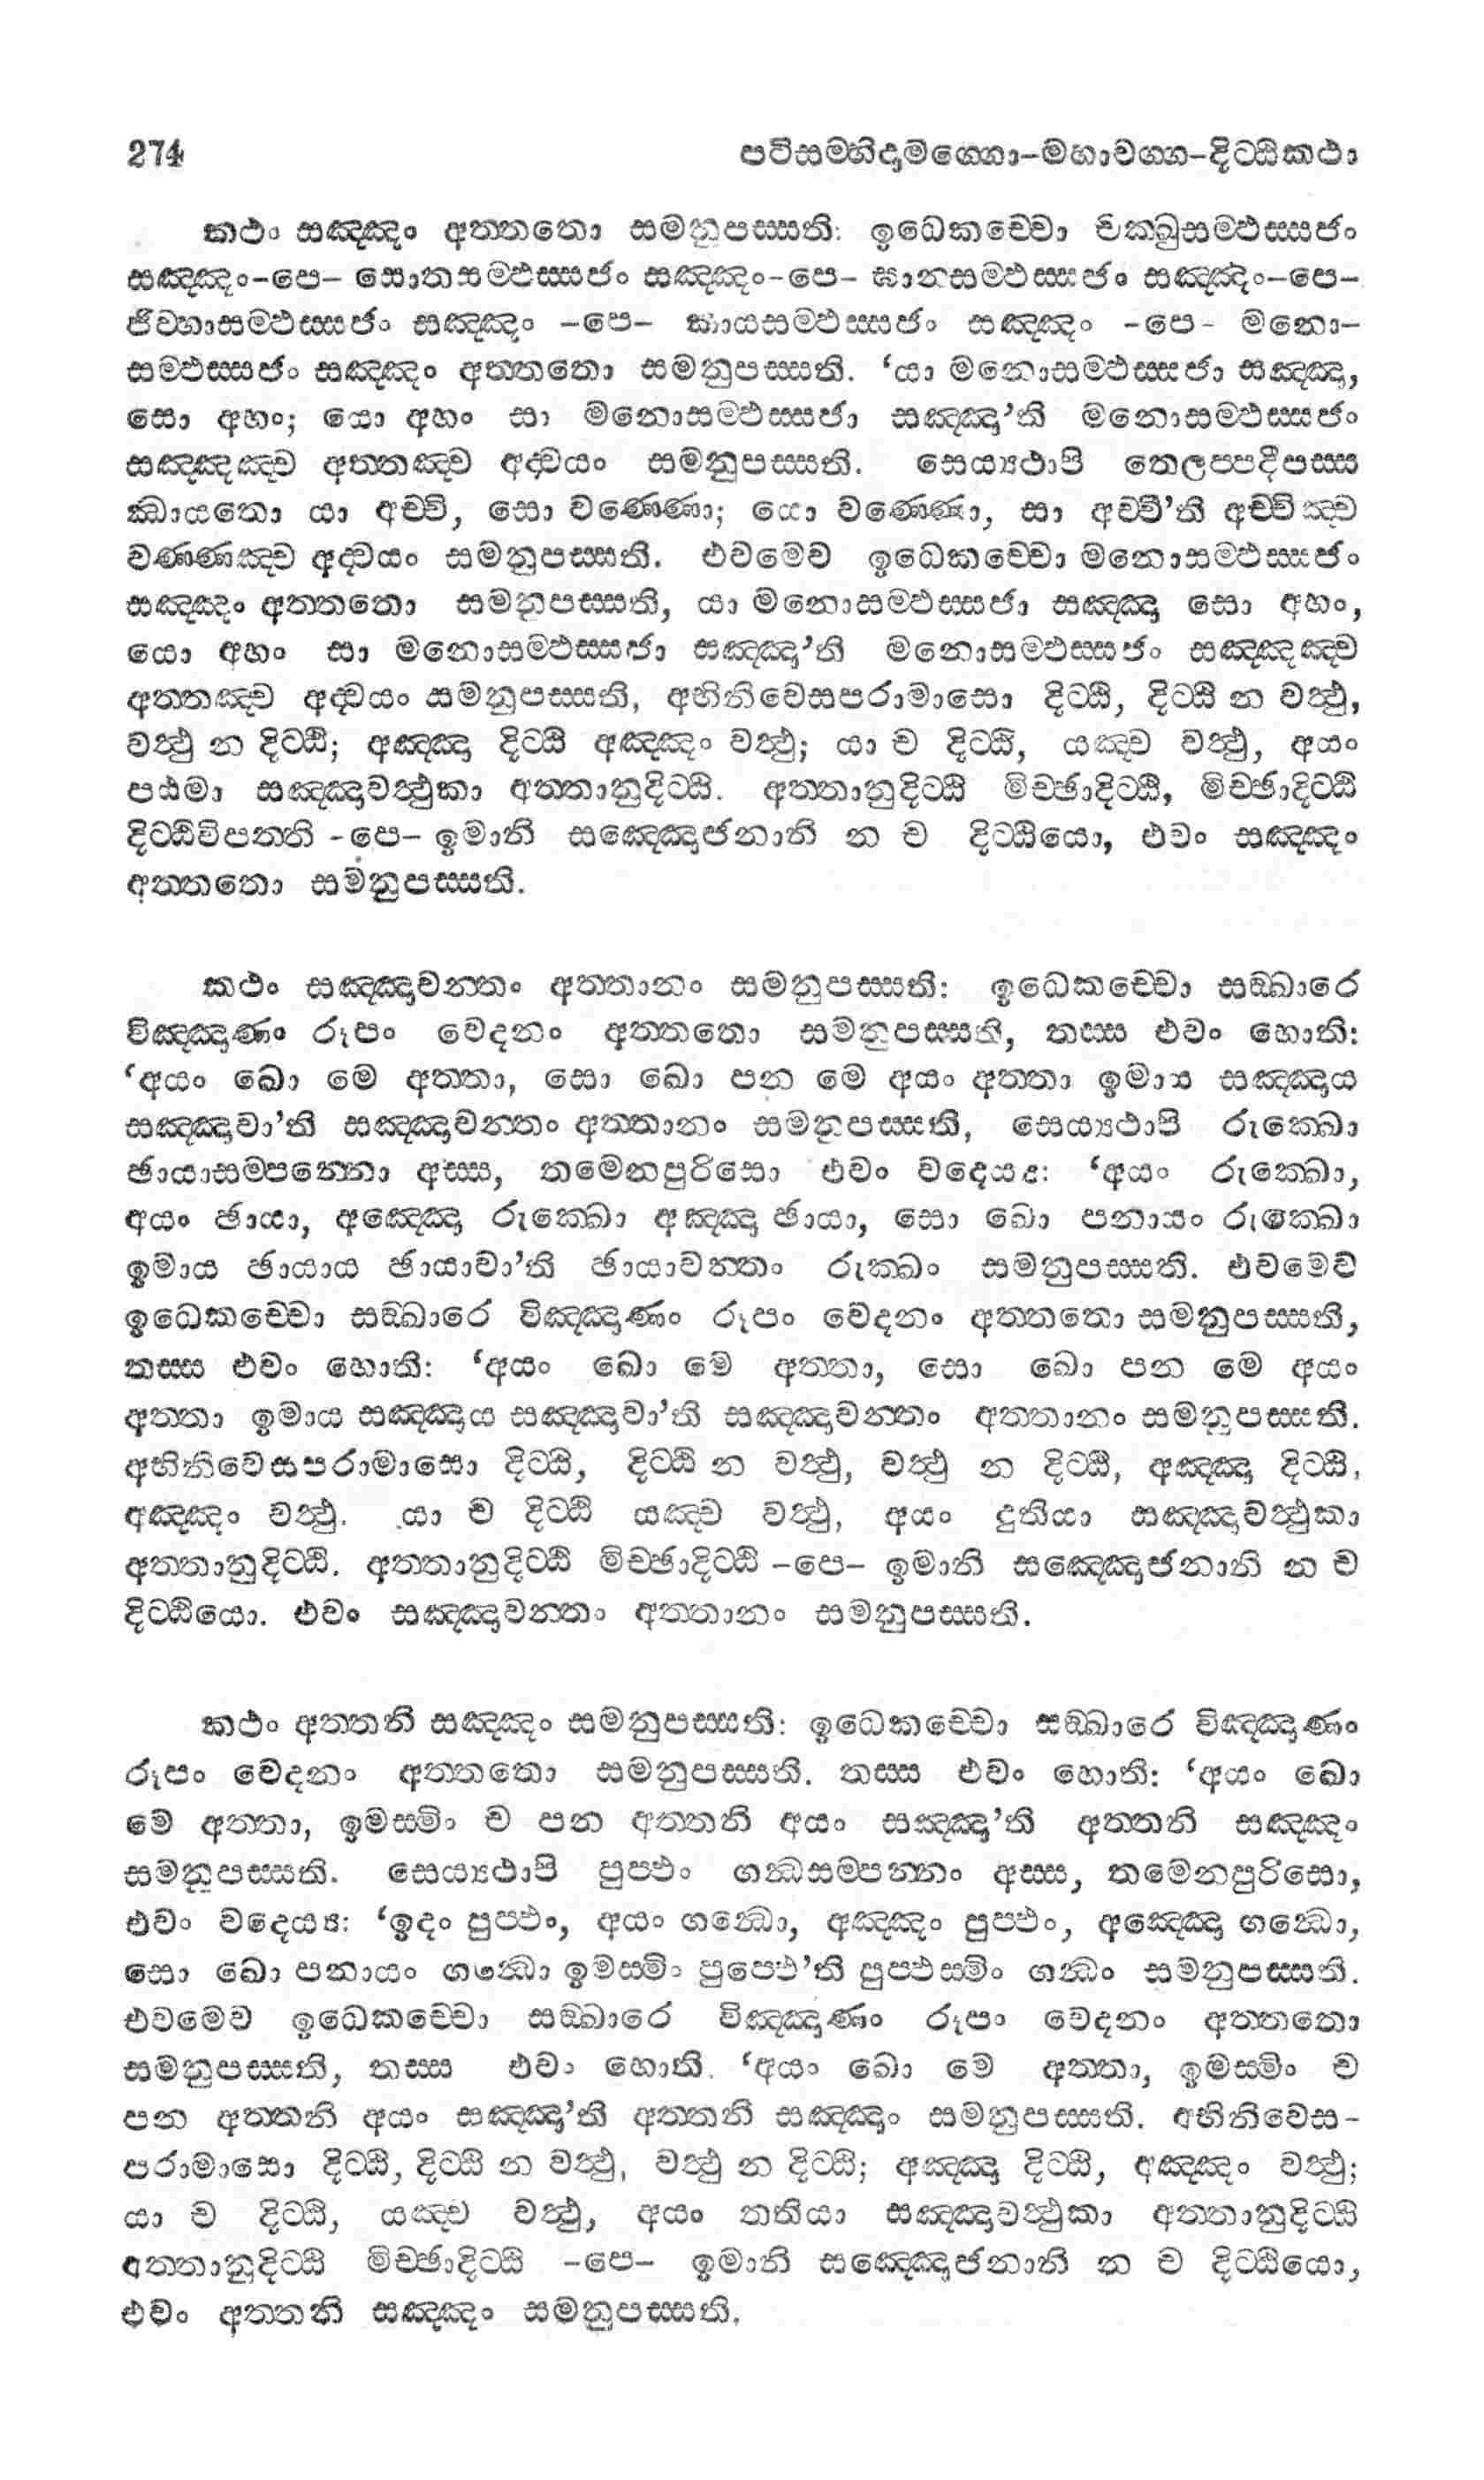 274 පටිසම්භිදාමග්ගො-මහාවග්ග-දිට්ඨිකථා
කථං සඤ්ඤං අත්තතො සමනුපස්සති: ඉධෙකච්චො චක්ඛුසම්ඵස්සජං
සඤ්ඤං-පෙ- සොතසම්ඵස්සජං සඤ්ඤං-පෙ- ඝානසම්ඵස්සජං සඤ්ඤං-පෙ-
ජිව්හාසම්ඵස්සජං සඤ්ඤං -පෙ- කායසම්ඵස්සජං සඤ්ඤං -පෙ- මනො-
සම්ඵස්සජං සඤ්ඤං අත්තතො සමනුපස්සති. ‘යා මනොසම්ඵස්සජා සඤ්ඤා,
සො අහං; යො අහං සා මනොසම්ඵස්සජා සඤ්ඤා’ති මනොසම්ඵස්සජං
සඤ්ඤඤ්ච අත්තඤ්ච අද්වයං සමනුපස්සති. සෙය්‍යථාපි තෙලප්පදීපස්ස
ඣායතො යා අච්චි, සො වණ්ණො; යො වණ්ණො, සා අච්චී’ති අච්චිඤ්ච
වණ්ණඤ්ච අද්වයං සමනුපස්සති. එවමෙව ඉධෙකච්චො මනොසම්ඵස්සජං
සඤ්ඤං අත්තතො සමනුපස්සති, යා මනොසම්ඵස්සජා සඤ්ඤා සො අහං,
යො අහං සා මනොසම්ඵස්සජා සඤ්ඤා’ති මනොසම්ඵස්සජං සඤ්ඤඤ්ච
අත්තඤ්ච අද්වයං සමනුපස්සති, අභිනිවෙසපරාමාසො දිට්ඨි, දිට්ඨි න වත්ථු,
වත්ථු න දිට්ඨි; අඤ්ඤා දිට්ඨි අඤ්ඤං වත්ථු; යා ච දිට්ඨි, යඤ්ච වත්ථු, අයං
පඨමා සඤ්ඤාවත්ථුකා අත්තානුදිට්ඨි. අත්තානුදිට්ඨි මිච්ඡාදිට්ඨි, මිච්ඡාදිට්ඨි
දිට්ඨිවිපත්ති -පෙ- ඉමානි සඤ්ඤොජනානි න ච දිට්ඨියො, එවං සඤ්ඤං
අත්තතො සමනුපස්සති.
කථං සඤ්ඤාවන්තං අත්තානං සමනුපස්සති: ඉධෙකච්චො සඞ්ඛාරෙ
විඤ්ඤාණං රූපං වෙදනං අත්තතො සමනුපස්සති, තස්ස එවං හොති:
‘අයං ඛො මෙ අත්තා, සො ඛො පන මෙ අයං අත්තා ඉමාය සඤ්ඤාය
සඤ්ඤාවා’ති සඤ්ඤාවන්තං අත්තානං සමනුපස්සති, සෙය්‍යථාපි රුක්ඛො
ඡායාසම්පන්නො අස්ස, තමෙනපුරිසො එවං වදෙය්‍ය: ‘අයං රුක්ඛො,
අයං ඡායා, අඤ්ඤො රුක්ඛො අඤ්ඤා ඡායා, සො ඛො පනායං රුක්ඛො
ඉමාය ඡායාය ඡායාවා’ති ඡායාවන්තං රුක්ඛං සමනුපස්සති. එවමෙව
ඉධෙකච්චො සඞ්ඛාරෙ විඤ්ඤාණං රූපං වෙදනං අත්තතො සමනුපස්සති,
තස්ස එවං හොති: ‘අයං ඛො මෙ අත්තා, සො ඛො පන මෙ අයං
අත්තා ඉමාය සඤ්ඤාය සඤ්ඤාවා’ති සඤ්ඤාවන්තං අත්තානං සමනුපස්සති.
අභිනිවෙසපරාමාසො දිට්ඨි, දිට්ඨි න වත්ථු, වත්ථු න දිට්ඨි, අඤ්ඤා දිට්ඨි,
අඤ්ඤං වත්ථු. යා ච දිට්ඨි යඤ්ච වත්ථු, අයං දුතියා සඤ්ඤාවත්ථුකා
අත්තානුදිට්ඨි. අත්තානුදිට්ඨි මිච්ඡාදිට්ඨි -පෙ- ඉමානි සඤ්ඤොජනානි න ච
දිට්ඨියො. එවං සඤ්ඤාවන්තං අත්තානං සමනුපස්සති.
කථං අත්තනි සඤ්ඤං සමනුපස්සති: ඉධෙකච්චො සඞ්ඛාරෙ විඤ්ඤාණං
රූපං වෙදනං අත්තතො සමනුපස්සති. තස්ස එවං හොති: ‘අයං ඛො
මෙ අත්තා, ඉමස්මිං ච පන අත්තනි අයං සඤ්ඤා’ති අත්තනි සඤ්ඤං
සමනුපස්සති. සෙය්‍යථාපි පුප්ඵං ගන්ධසම්පන්නං අස්ස, තමෙනපුරිසො,
එවං වදෙය්‍ය: ‘ඉදං පුප්ඵං, අයං ගන්ධො, අඤ්ඤං පුප්ඵං, අඤ්ඤො ගන්ධො,
සො ඛො පනායං ගන්ධො ඉමස්මිං පුප්ඵෙ’ති පුප්ඵස්මිං ගන්ධං සමනුපස්සති.
එවමෙව ඉධෙකච්චො සඞ්ඛාරෙ විඤ්ඤාණං රූපං වෙදනං අත්තතො
සමනුපස්සති, තස්ස එවං හොති. ‘අයං ඛො මෙ අත්තා, ඉමස්මිං ච
පන අත්තනි අයං සඤ්ඤා’ති අත්තනි සඤ්ඤං සමනුපස්සති. අභිනිවෙස-
පරාමාසො දිට්ඨි, දිට්ඨි න වත්ථු, වත්ථු න දිට්ඨි; අඤ්ඤා දිට්ඨි, අඤ්ඤං වත්ථු;
යා ච දිට්ඨි, යඤ්ච වත්ථු, අයං තතියා සඤ්ඤාවත්ථුකා අත්තානුදිට්ඨි
අත්තානුදිට්ඨි මිච්ඡාදිට්ඨි -පෙ- ඉමානි සඤ්ඤොජනානි න ච දිට්ඨියො,
එවං අත්තනි සඤ්ඤං සමනුපස්සති.